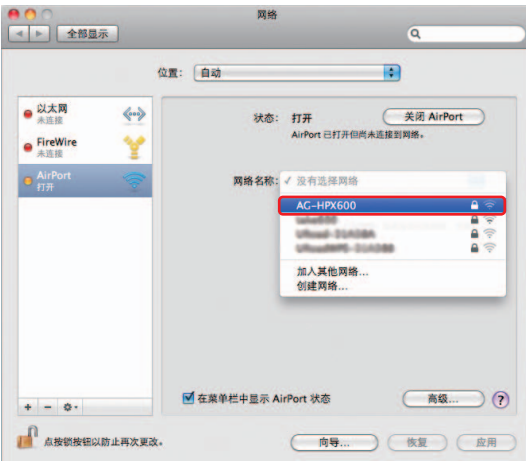 网络
全部显示
位置: 自动
以太网
未连接
FireWire
未连接
AirPort
打开
状态: 打开
关闭 AirPort
AirPort 已打开但尚未连接到网络。
网络名称: ✓ 没有选择网络
AG-HPX600
加入其他网络...
创建网络...
在菜单栏中显示 AirPort 状态
高级...
?
点按锁按钮以防止再次更改。
向导...
恢复
应用